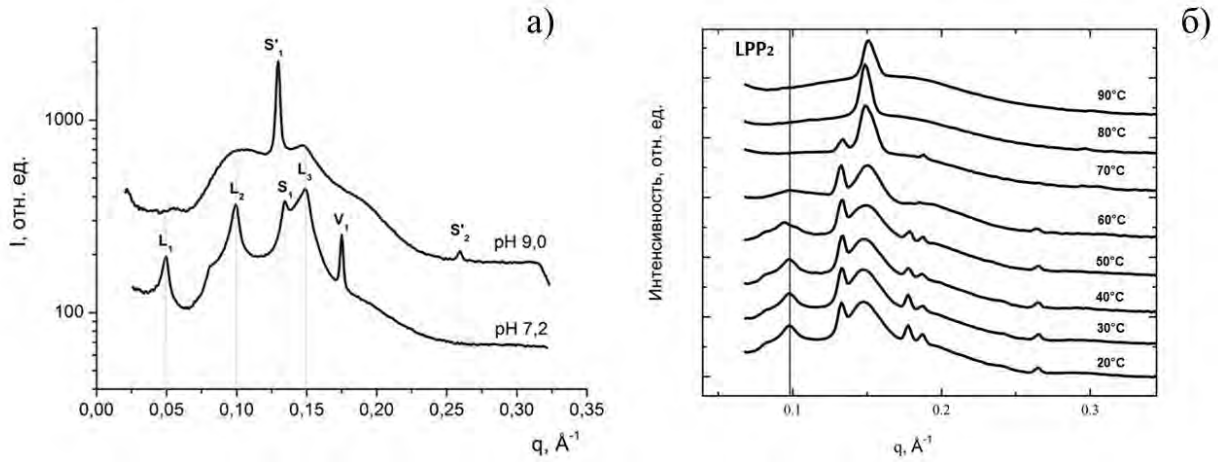 а)
S'1
1000
I, отн. ед.
L2
S1
L3
V1
L1
S'2
pH 9,0
100
pH 7,2
0,00 0,05 0,10 0,15 0,20 0,25 0,30 0,35
q, Å-1
б)
LPP2
90°C
80°C
70°C
60°C
50°C
40°C
30°C
20°C
Интенсивность, отн. ед.
0.1 0.2 0.3
q, Å-1